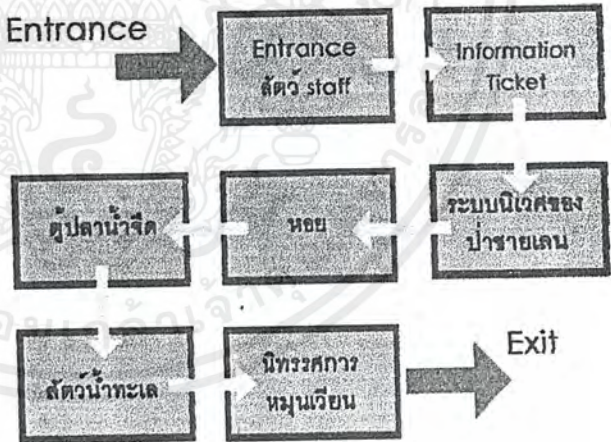 Entrance
Entrance
สัตว์ staff
Information
Ticket
ระบบนิเวศของ
ป่าชายเลน
หอย
ตู้ปลาน้ำจืด
สัตว์น้ำทะเล
นิทรรศการ
หมุนเวียน
Exit